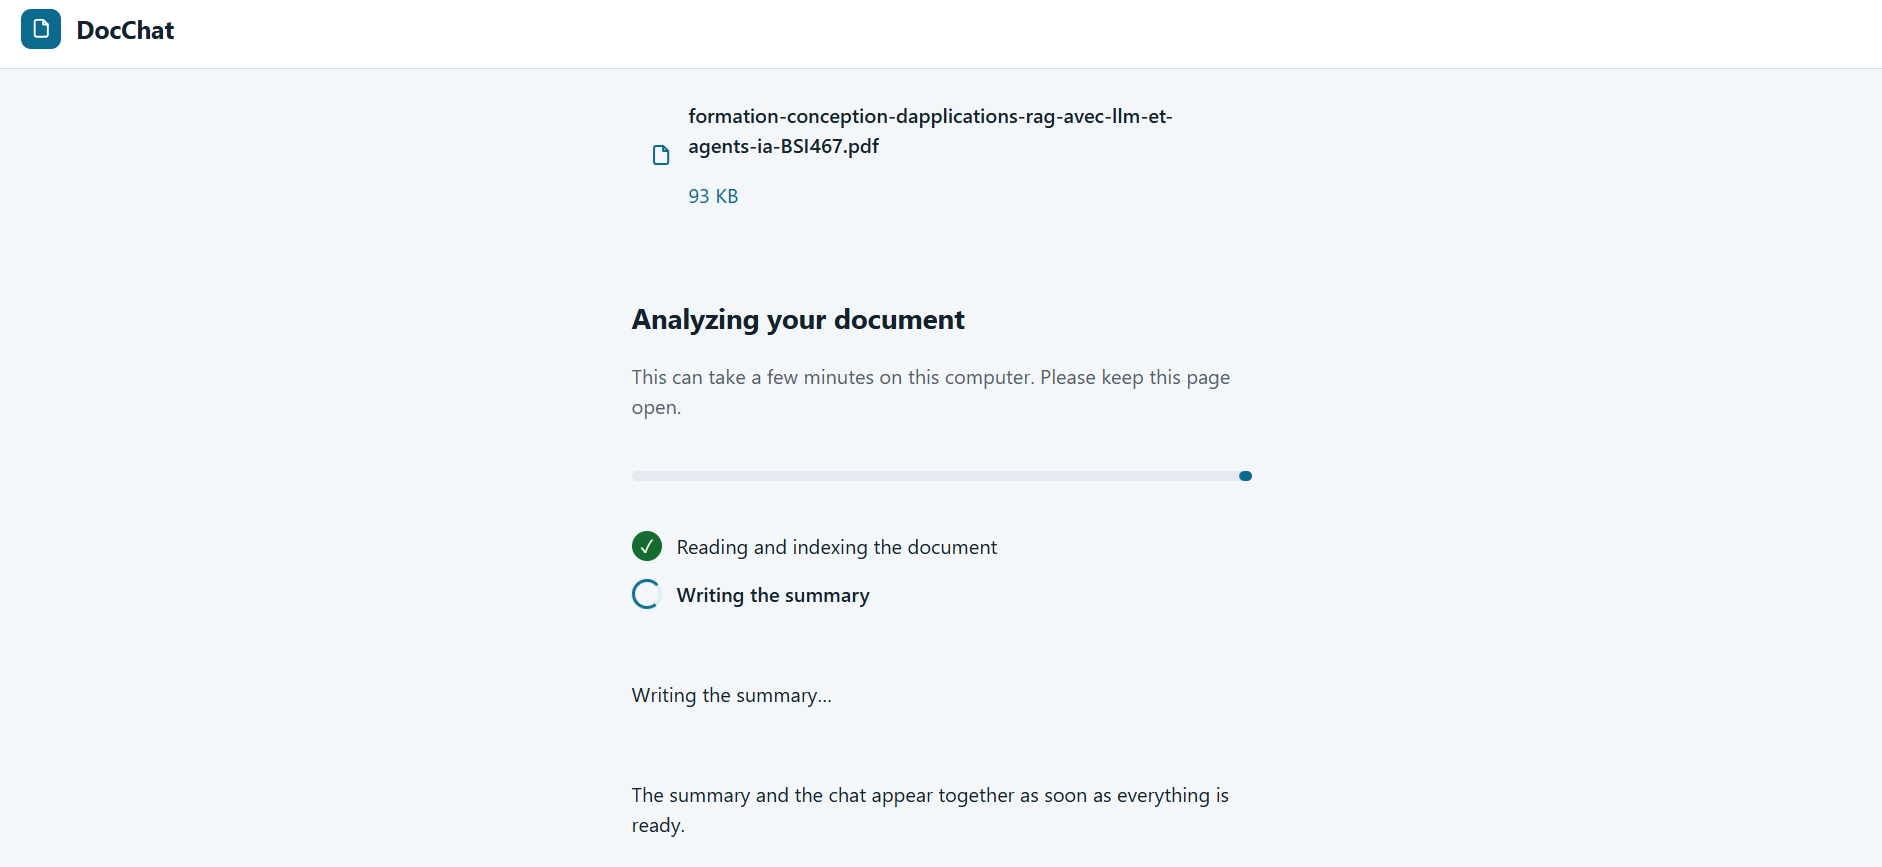 DocChat
formation-conception-dapplications-rag-avec-llm-et-
agents-ia-BSI467.pdf
93 KB
Analyzing your document
This can take a few minutes on this computer. Please keep this page
open.
Reading and indexing the document
Writing the summary
Writing the summary...
The summary and the chat appear together as soon as everything is
ready.